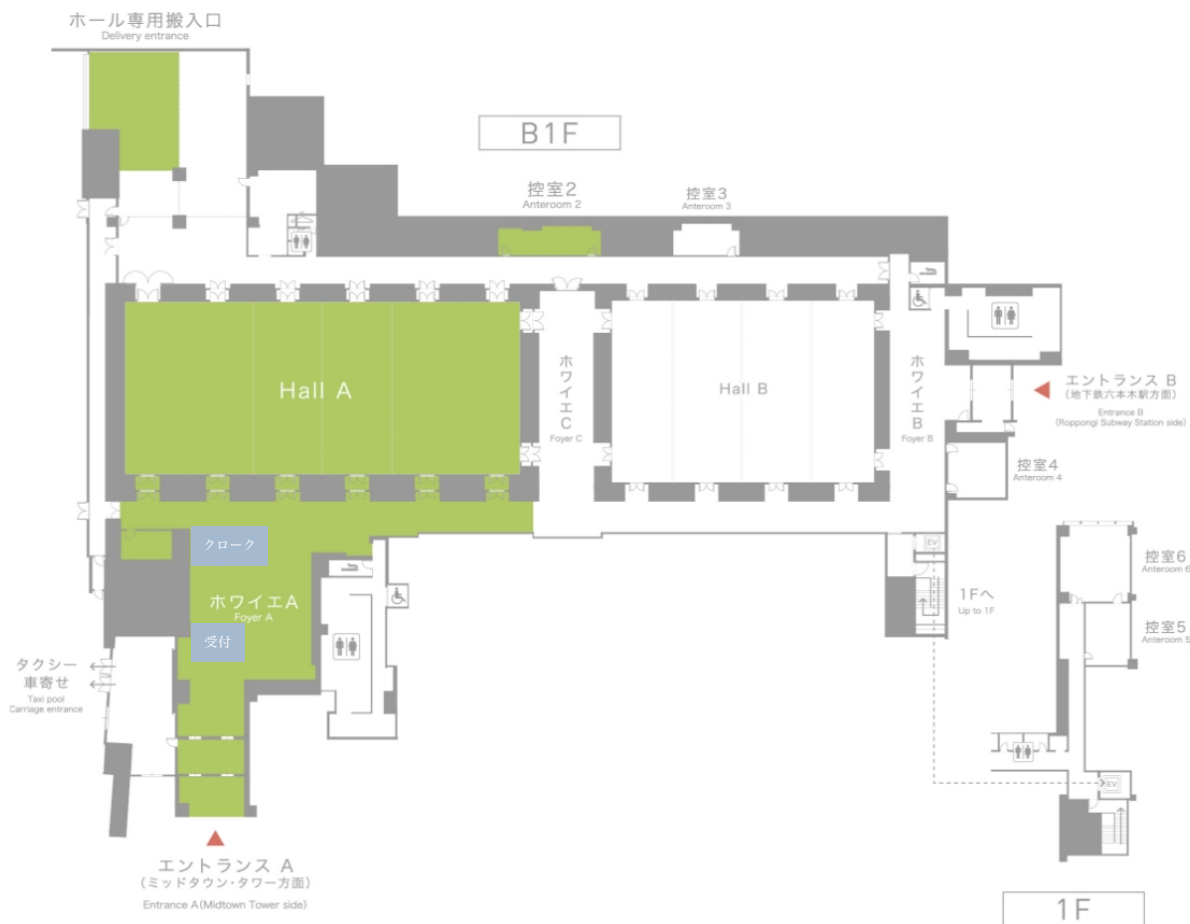 ホール専用搬入口
Delivery entrance
B1F
控室2
Anteroom 2
控室3
Anteroom 3
Hall A
ホワイエC
Foyer C
Hall B
ホワイエB
Foyer B
エントランス B
(地下鉄六本木駅方面)
Entrance B
(Roppongi Subway Station side)
控室4
Anteroom 4
クローク
ホワイエA
Foyer A
受付
EV
1Fへ
Up to 1F
控室6
Anteroom 6
控室5
Anteroom 5
タクシー
車寄せ
Taxi pool
Carriage entrance
EV
エントランス A
(ミッドタウン・タワー方面)
Entrance A(Midtown Tower side)
1F